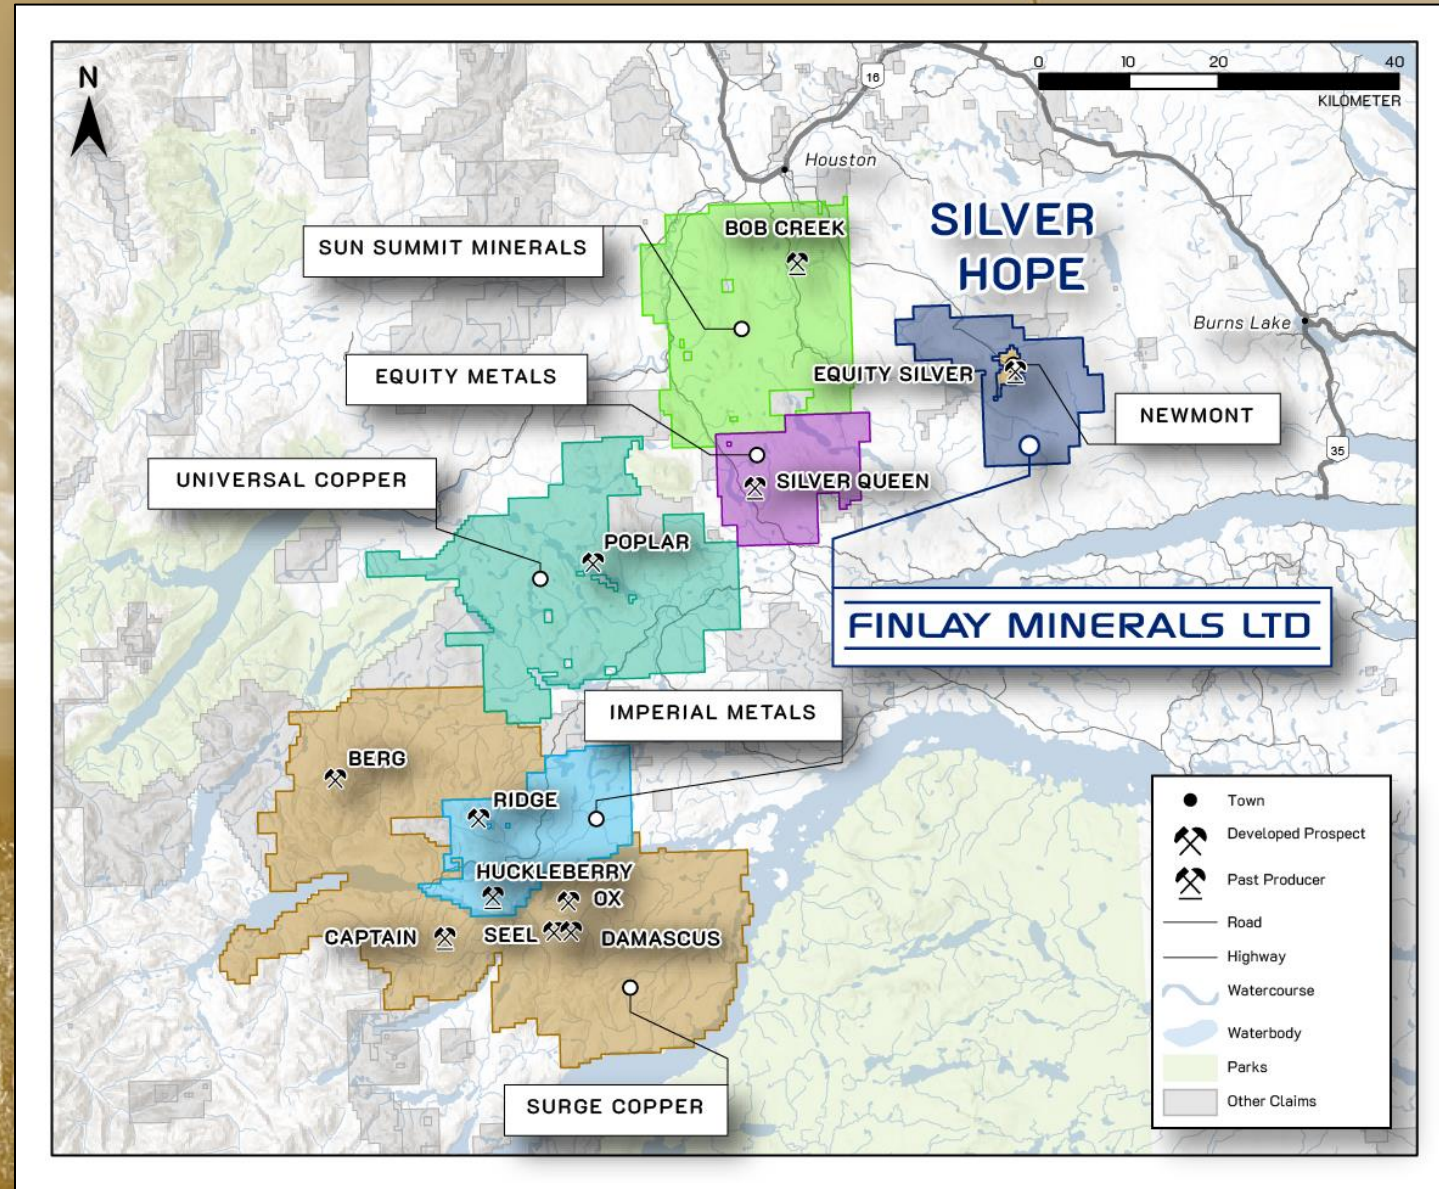 N
16
0 10 20 40
KILOMETER
Houston
SILVER
HOPE
BOB CREEK
SUN SUMMIT MINERALS
Burns Lake
EQUITY METALS
EQUITY SILVER
NEWMONT
35
UNIVERSAL COPPER
SILVER QUEEN
POPLAR
FINLAY MINERALS LTD
IMPERIAL METALS
BERG
RIDGE
HUCKLEBERRY
OX
CAPTAIN
SEEL
DAMASCUS
SURGE COPPER
Town
Developed Prospect
Past Producer
Road
Highway
Watercourse
Waterbody
Parks
Other Claims